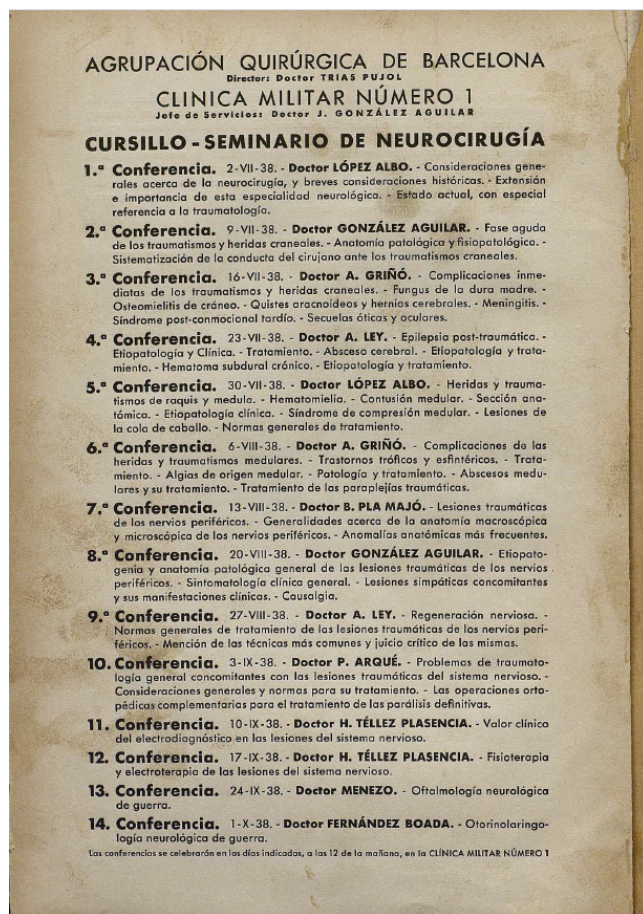 AGRUPACIÓN QUIRÚRGICA DE BARCELONA
Director: Doctor TRIAS PUJOL
CLINICA MILITAR NÚMERO 1
Jefe de Servicios: Doctor J. GONZÁLEZ AGUILAR
CURSILLO - SEMINARIO DE NEUROCIRUGÍA
1.ª Conferencia. 2-VII-38. - Doctor LÓPEZ ALBO. - Consideraciones gene-
rales acerca de la neurocirugía, y breves consideraciones históricas. - Extensión
e importancia de esta especialidad neurológica. - Estado actual, con especial
referencia a la traumatología.
2.ª Conferencia. 9-VII-38. - Doctor GONZÁLEZ AGUILAR. - Fase aguda
de los traumatismos y heridas craneales. - Anatomía patológica y fisiopatológica. -
Sistematización de la conducta del cirujano ante los traumatismos craneales.
3.ª Conferencia. 16-VII-38. - Doctor A. GRIÑÓ. - Complicaciones inme-
diatas de los traumatismos y heridas craneales. - Fungus de la dura madre. -
Osteomielitis de cráneo. - Quistes aracnoideos y hernias cerebrales. - Meningitis. -
Síndrome post-conmocional tardío. - Secuelas óticas y oculares.
4.ª Conferencia. 23-VII-38. - Doctor A. LEY. - Epilepsia post-traumática. -
Etiopatología y Clínica. - Tratamiento. - Absceso cerebral. - Etiopatología y trata-
miento. - Hematoma subdural crónico. - Etiopatología y tratamiento.
5.ª Conferencia. 30-VII-38. - Doctor LÓPEZ ALBO. - Heridas y trauma-
tismos de raquis y medula. - Hematomielia. - Contusión medular. - Sección ana-
tómica. - Etiopatología clínica. - Síndrome de compresión medular. - Lesiones de
la cola de caballo. - Normas generales de tratamiento.
6.ª Conferencia. 6-VIII-38. - Doctor A. GRIÑÓ. - Complicaciones de las
heridas y traumatismos medulares. - Trastornos tróficos y esfintéricos. - Trata-
miento. - Algias de origen medular. - Patología y tratamiento. - Abscesos medu-
lares y su tratamiento. - Tratamiento de las paraplejías traumáticas.
7.ª Conferencia. 13-VIII-38. - Doctor B. PLA MAJÓ. - Lesiones traumáticas
de los nervios periféricos. - Generalidades acerca de la anatomía macroscópica
y microscópica de los nervios periféricos. - Anomalías anatómicas más frecuentes.
8.ª Conferencia. 20-VIII-38. - Doctor GONZÁLEZ AGUILAR. - Etiopato-
genia y anatomía patológica general de las lesiones traumáticas de los nervios
periféricos. - Sintomatología clínica general. - Lesiones simpáticas concomitantes
y sus manifestaciones clínicas. - Causalgia.
9.ª Conferencia. 27-VIII-38. - Doctor A. LEY. - Regeneración nerviosa. -
Normas generales de tratamiento de las lesiones traumáticas de los nervios peri-
féricos. - Mención de las técnicas más comunes y juicio crítico de las mismas.
10. Conferencia. 3-IX-38. - Doctor P. ARQUÉ. - Problemas de traumato-
logía general concomitantes con las lesiones traumáticas del sistema nervioso. -
Consideraciones generales y normas para su tratamiento. - Las operaciones orto-
pédicas complementarias para el tratamiento de las parálisis definitivas.
11. Conferencia. 10-IX-38. - Doctor H. TÉLLEZ PLASENCIA. - Valor clínico
del electrodiagnóstico en las lesiones del sistema nervioso.
12. Conferencia. 17-IX-38. - Doctor H. TÉLLEZ PLASENCIA. - Fisioterapia
y electroterapia de las lesiones del sistema nervioso.
13. Conferencia. 24-IX-38. - Doctor MENEZO. - Oftalmología neurológica
de guerra.
14. Conferencia. 1-X-38. - Doctor FERNÁNDEZ BOADA. - Otorinolaringo-
logía neurológica de guerra.
Las conferencias se celebrarán en los días indicados, a las 12 de la mañana, en la CLÍNICA MILITAR NÚMERO 1